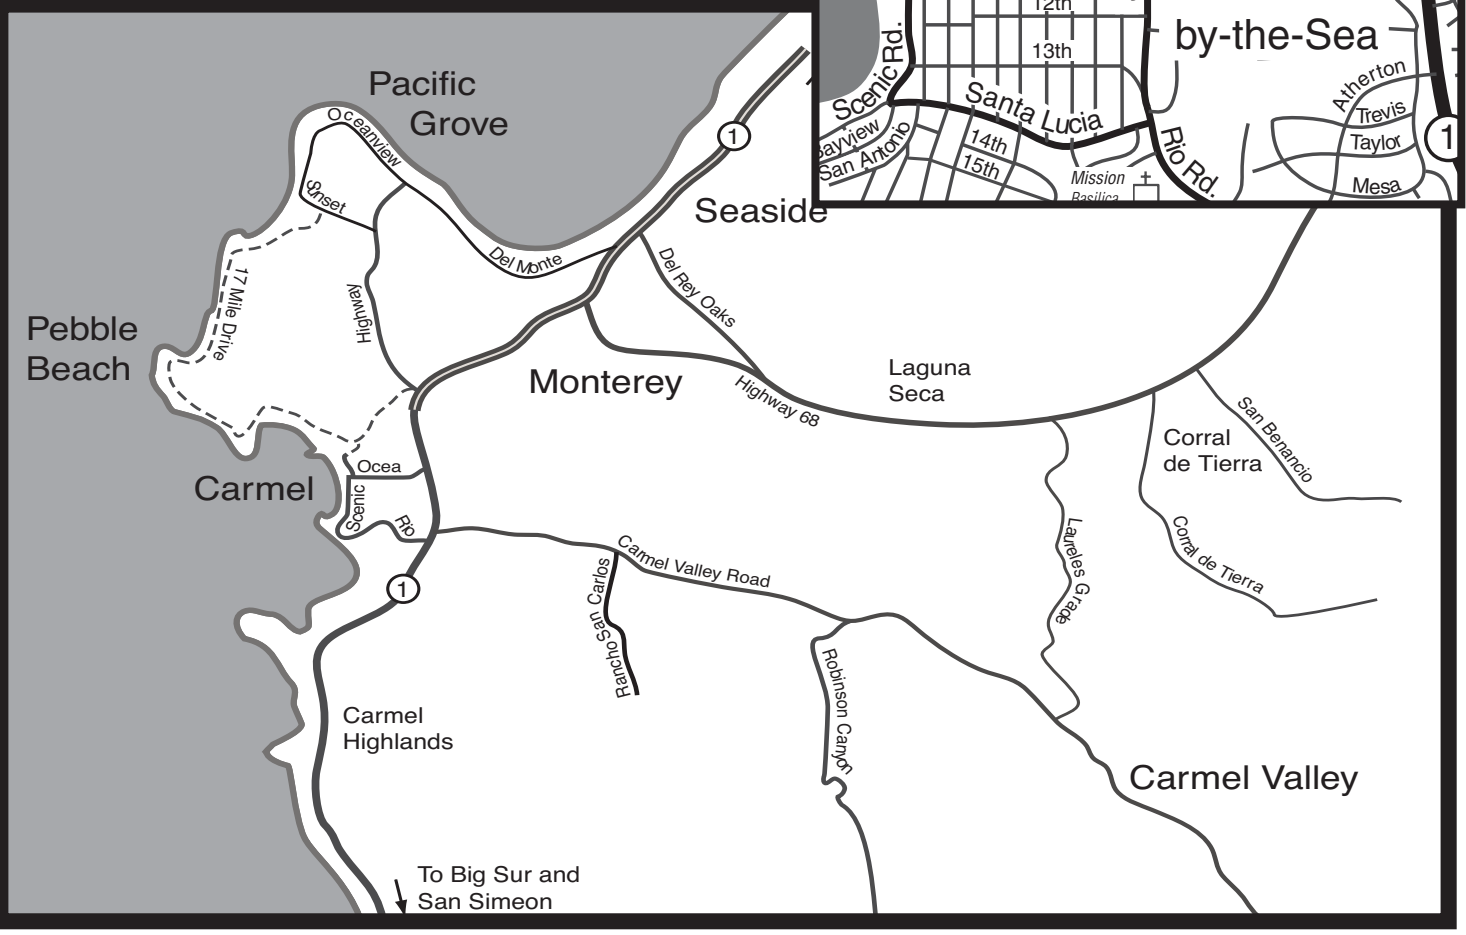 12th
by-the-Sea
13th
Scenic Rd.
Santa Lucia
Atherton
Trevis
Bayview
San Antonio
14th
15th
Taylor
1
Rio Rd.
Mission
Basilica
Mesa
Pacific
Grove
Oceanview
1
Sunset
Seaside
Del Monte
Del Rey Oaks
17 Mile Drive
Highway
Pebble
Beach
Monterey
Highway 68
Laguna
Seca
San Benancio
Corral
de Tierra
Ocea
Carmel
Scenic
Rio
Corral de Tierra
Laureles Grade
Carmel Valley Road
1
Rancho San Carlos
Robinson Canyon
Carmel
Highlands
Carmel Valley
To Big Sur and
San Simeon